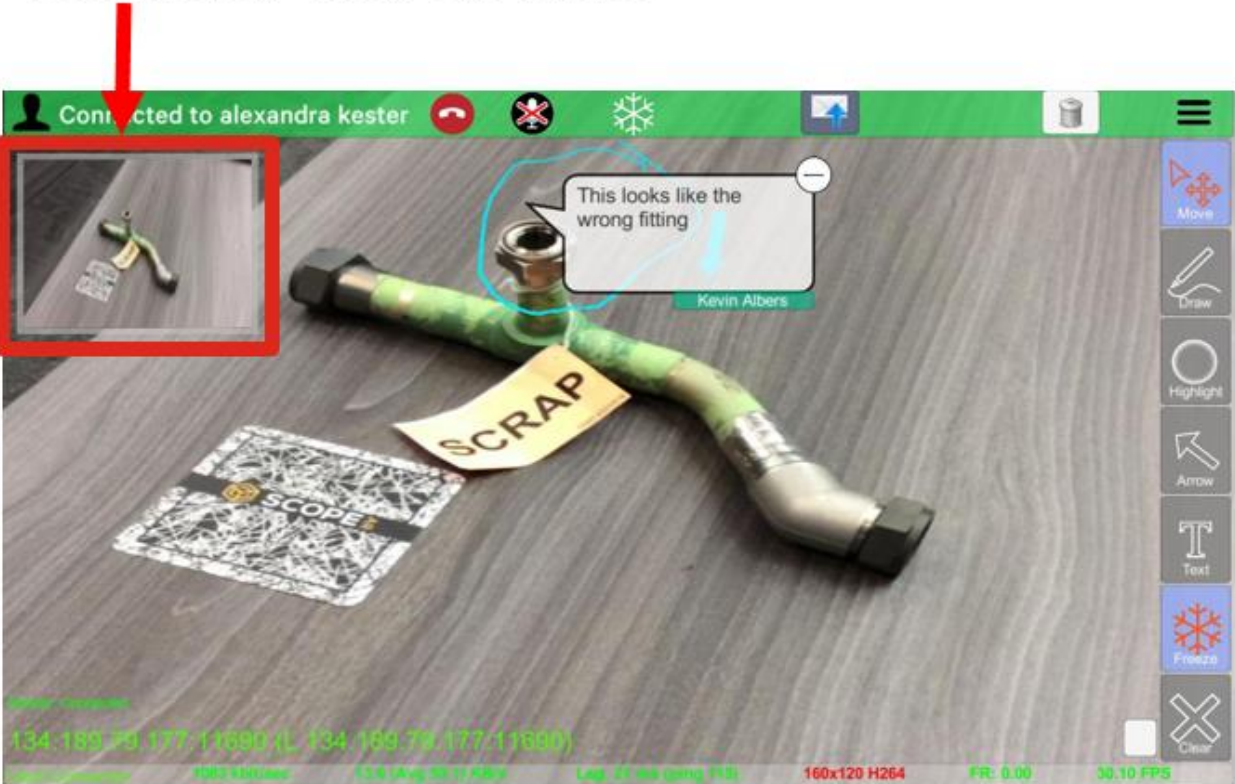 Connected to alexandra kester
This looks like the
wrong fitting
Kevin Albers
Move
Draw
Highlight
Arrow
Text
Freeze
Clear
SCRAP
SCOPE
AR
134.189.79.177:11690 (L 134.189.79.177:11690)
160x120 H264
FR: 0.00
30.10 FPS